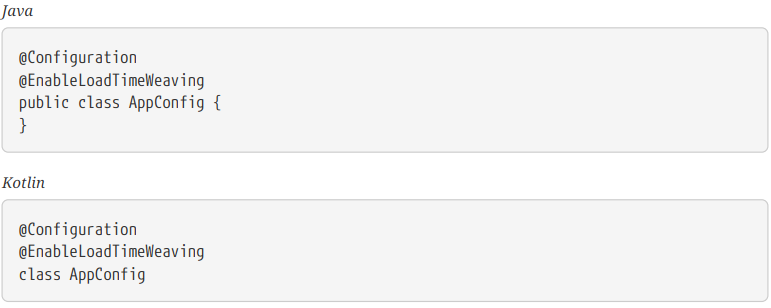 Java
@Configuration
@EnableLoadTimeWeaving
public class AppConfig {
}
Kotlin
@Configuration
@EnableLoadTimeWeaving
class AppConfig